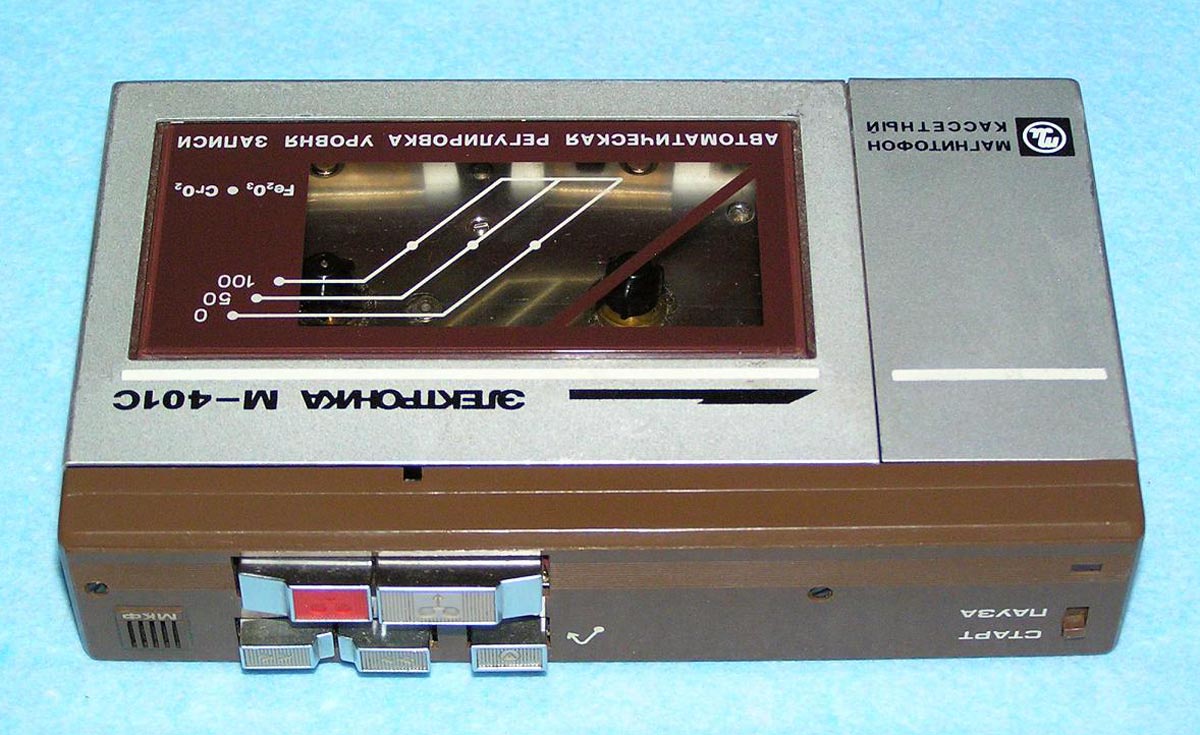 СТАРТ
ПАУЗА
МКФ
ЭЛЕКТРОНИКА М-401С
0
50
100
Fe₂O₃ • CrO₂
АВТОМАТИЧЕСКАЯ РЕГУЛИРОВКА УРОВНЯ ЗАПИСИ
МАГНИТОФОН
КАССЕТНЫЙ